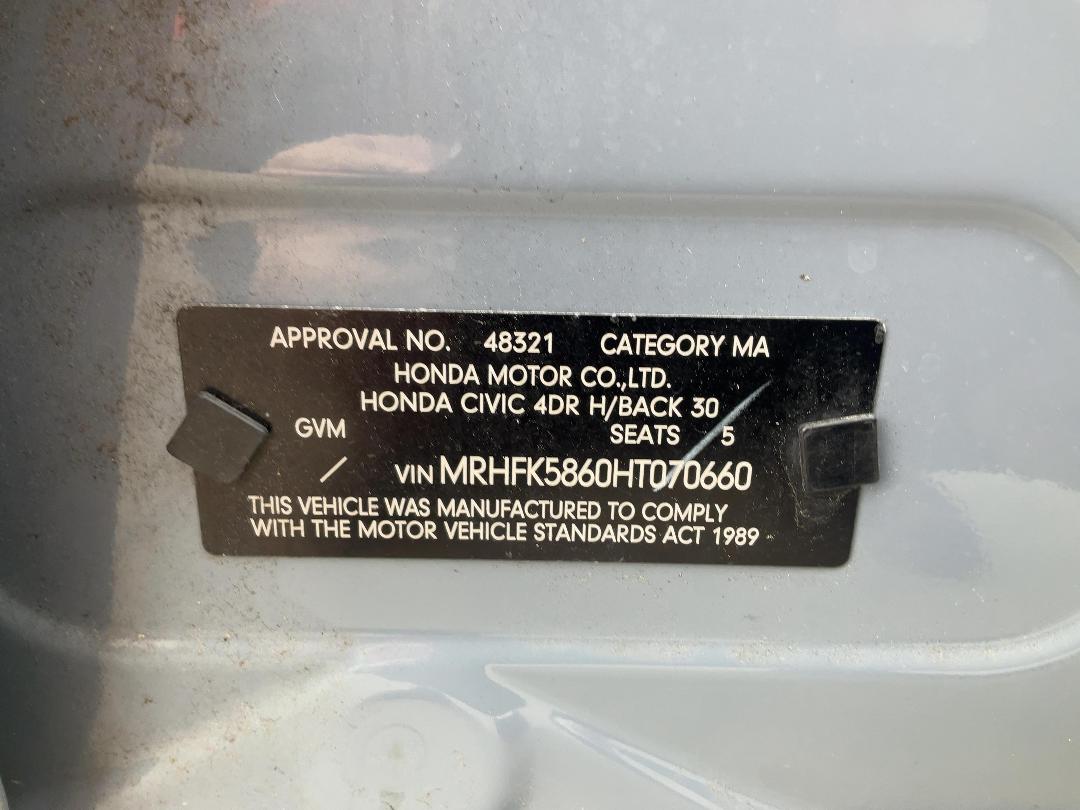 APPROVAL NO. 48321 CATEGORY MA
HONDA MOTOR CO.,LTD.
HONDA CIVIC 4DR H/BACK 30
GVM SEATS 5
/ VIN MRHFK5860HT070660
THIS VEHICLE WAS MANUFACTURED TO COMPLY
WITH THE MOTOR VEHICLE STANDARDS ACT 1989